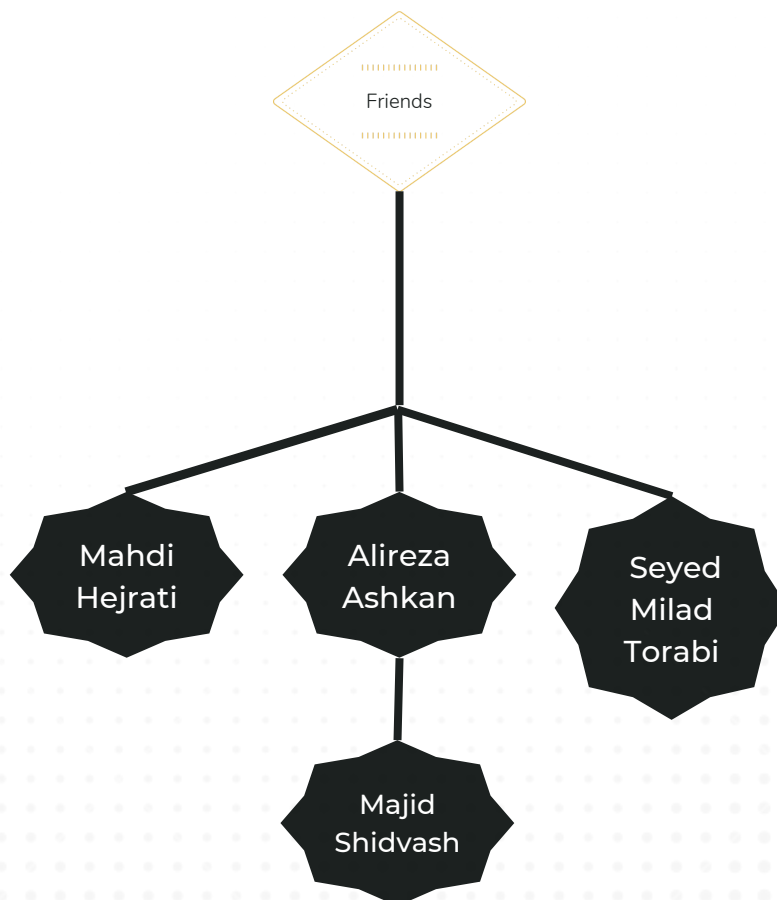 Friends
Mahdi
Hejrati
Alireza
Ashkan
Seyed
Milad
Torabi
Majid
Shidvash